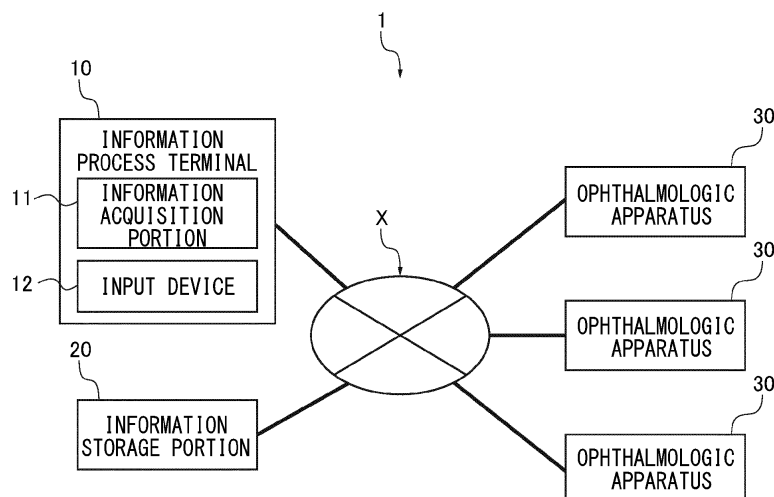 1
10
INFORMATION
PROCESS TERMINAL
11
INFORMATION
ACQUISITION
PORTION
12
INPUT DEVICE
20
INFORMATION
STORAGE PORTION
X
30
OPHTHALMOLOGIC
APPARATUS
30
OPHTHALMOLOGIC
APPARATUS
30
OPHTHALMOLOGIC
APPARATUS